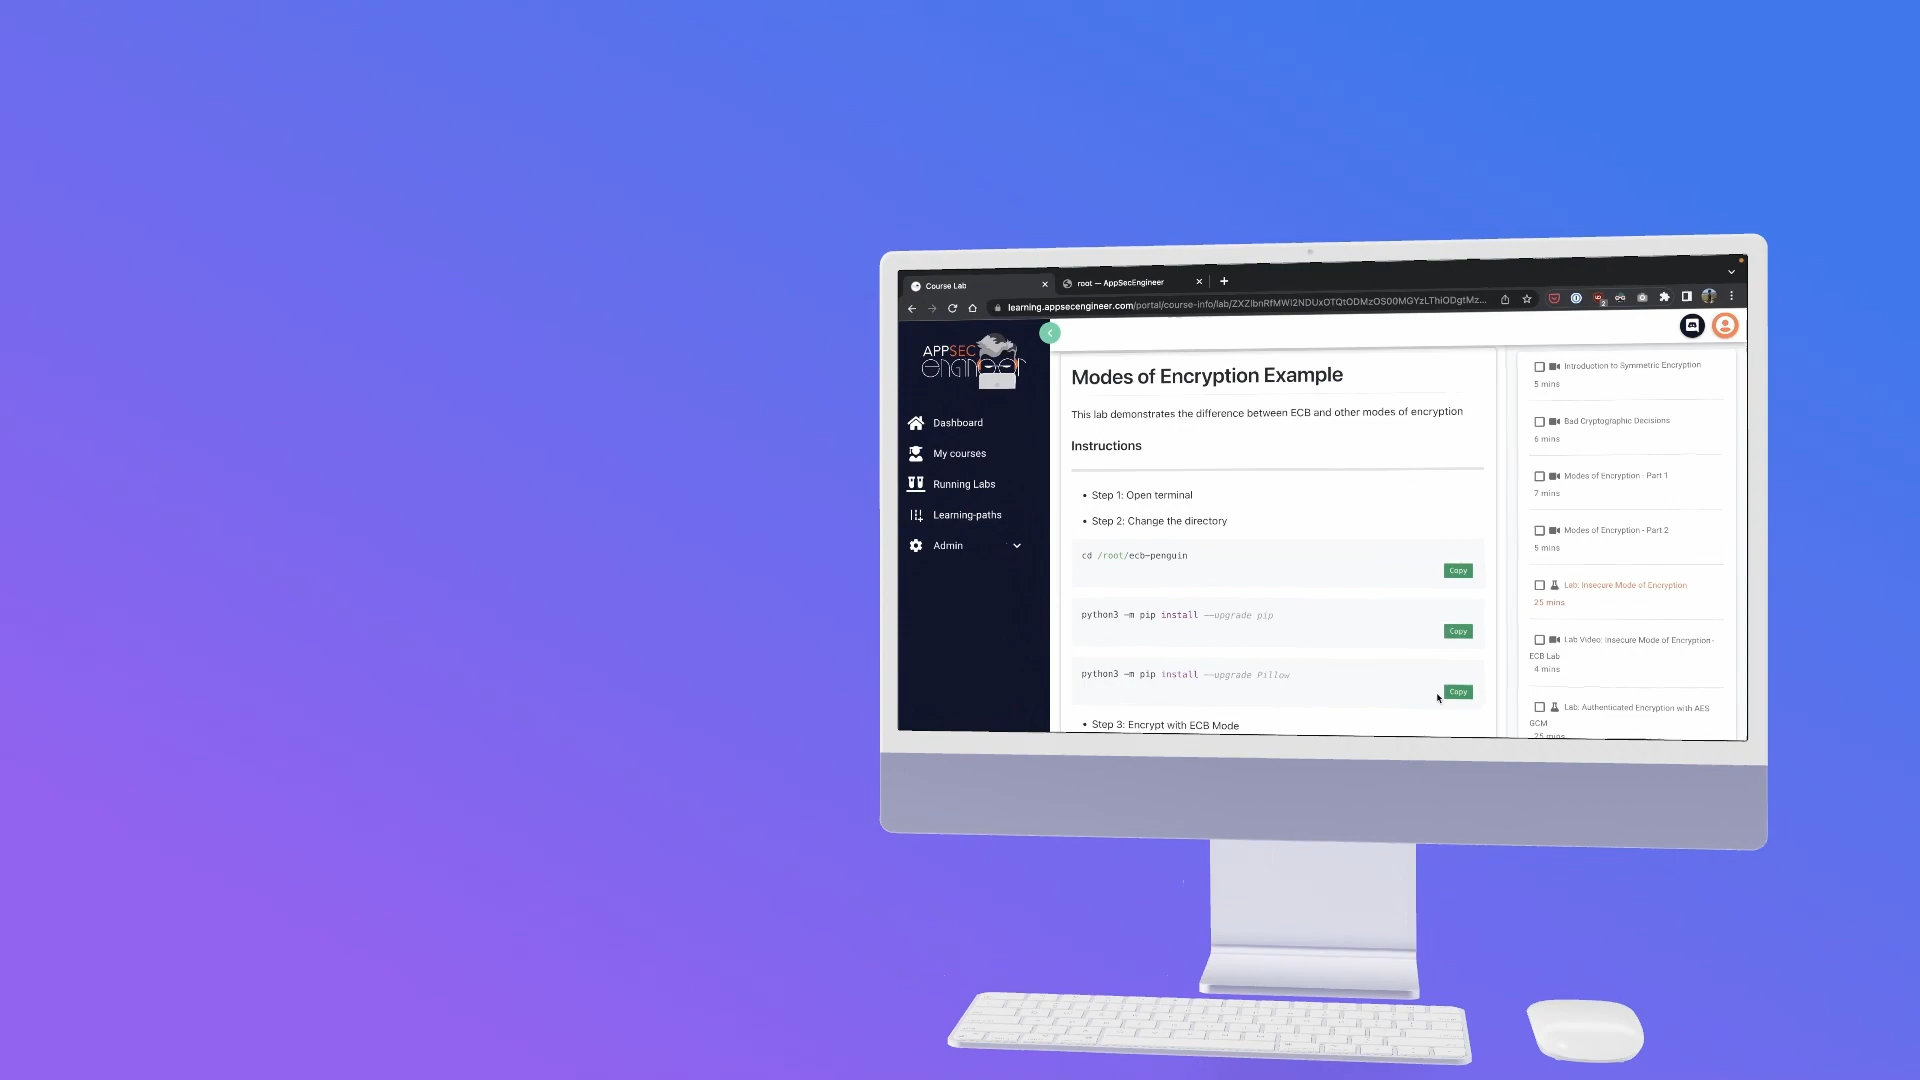 Course Lab
root — AppSecEngineer
learning.appsecengineer.com/portal/course-info/lab/
APPSEC
engineer
Dashboard
My courses
Running Labs
Learning-paths
Admin
Modes of Encryption Example
This lab demonstrates the difference between ECB and other modes of encryption
Instructions
• Step 1: Open terminal
• Step 2: Change the directory
cd /root/ecb-penguin
Copy
python3 -m pip install --upgrade pip
Copy
python3 -m pip install --upgrade Pillow
Copy
• Step 3: Encrypt with ECB Mode
Introduction to Symmetric Encryption
5 mins
Bad Cryptographic Decisions
6 mins
Modes of Encryption - Part 1
7 mins
Modes of Encryption - Part 2
5 mins
Lab: Insecure Mode of Encryption
25 mins
Lab Video: Insecure Mode of Encryption-
ECB Lab
4 mins
Lab: Authenticated Encryption with AES
GCM
25 mins